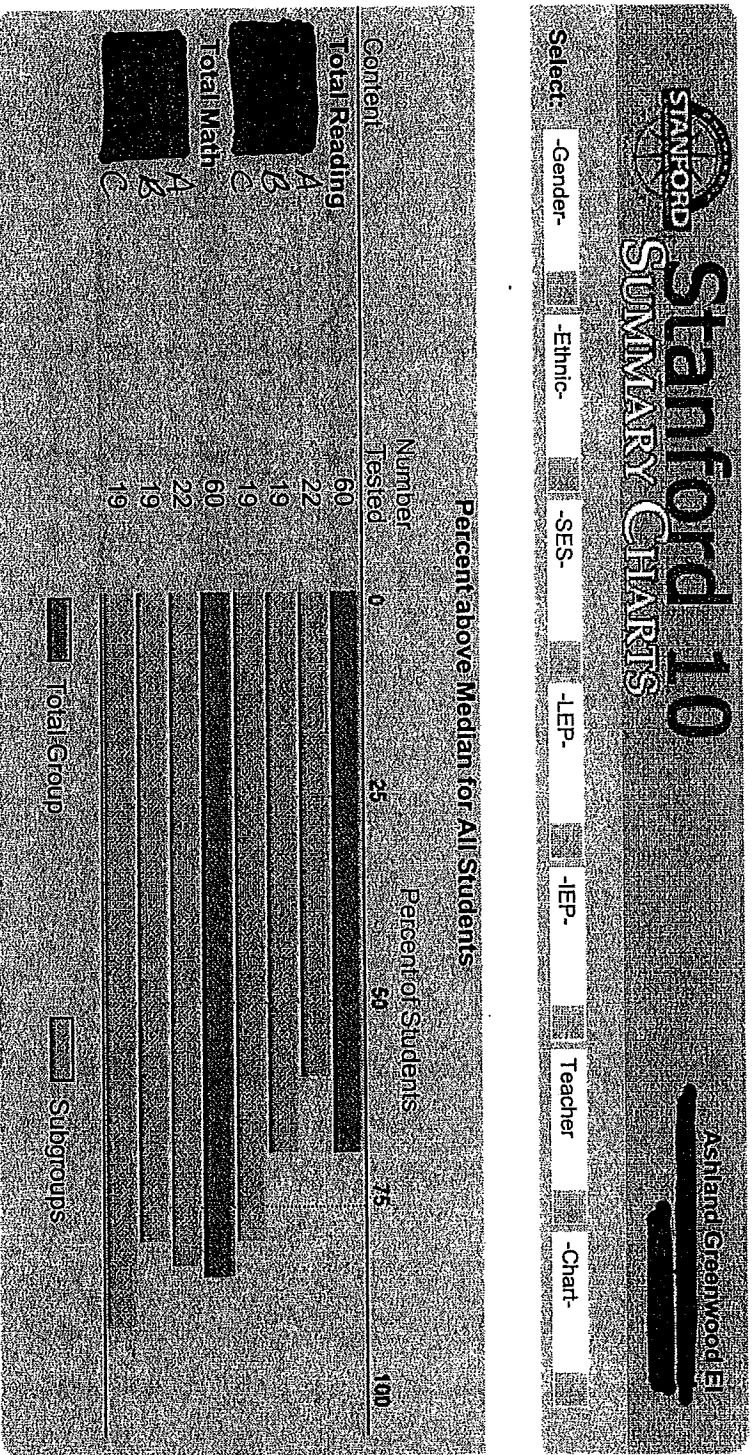 STANFORD
Stanford 10
SUMMARY CHARTS
Ashland Greenwood El
Select:
-Gender-
-Ethnic-
-SES-
-LEP-
-IEP-
Teacher
-Chart-
Percent above Median for All Students
Content
Number Tested
Percent of Students
0 25 50 75 100
Total Reading 60
A 22
B 19
C 19
Total Math 60
A 22
B 19
C 19
Total Group
Subgroups